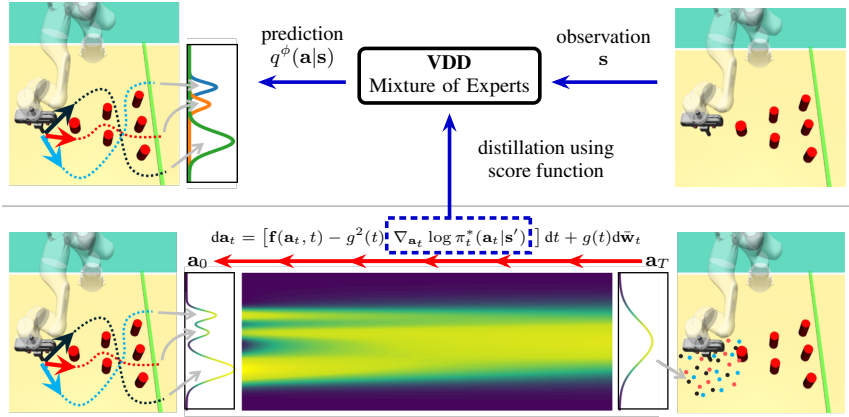 prediction
q^ϕ(a|s)
VDD
Mixture of Experts
observation
s
distillation using
score function
da_t = [f(a_t, t) − g²(t) ∇_{a_t} log π*_t(a_t|s′) ] dt + g(t)dw̄_t
a_0
a_T